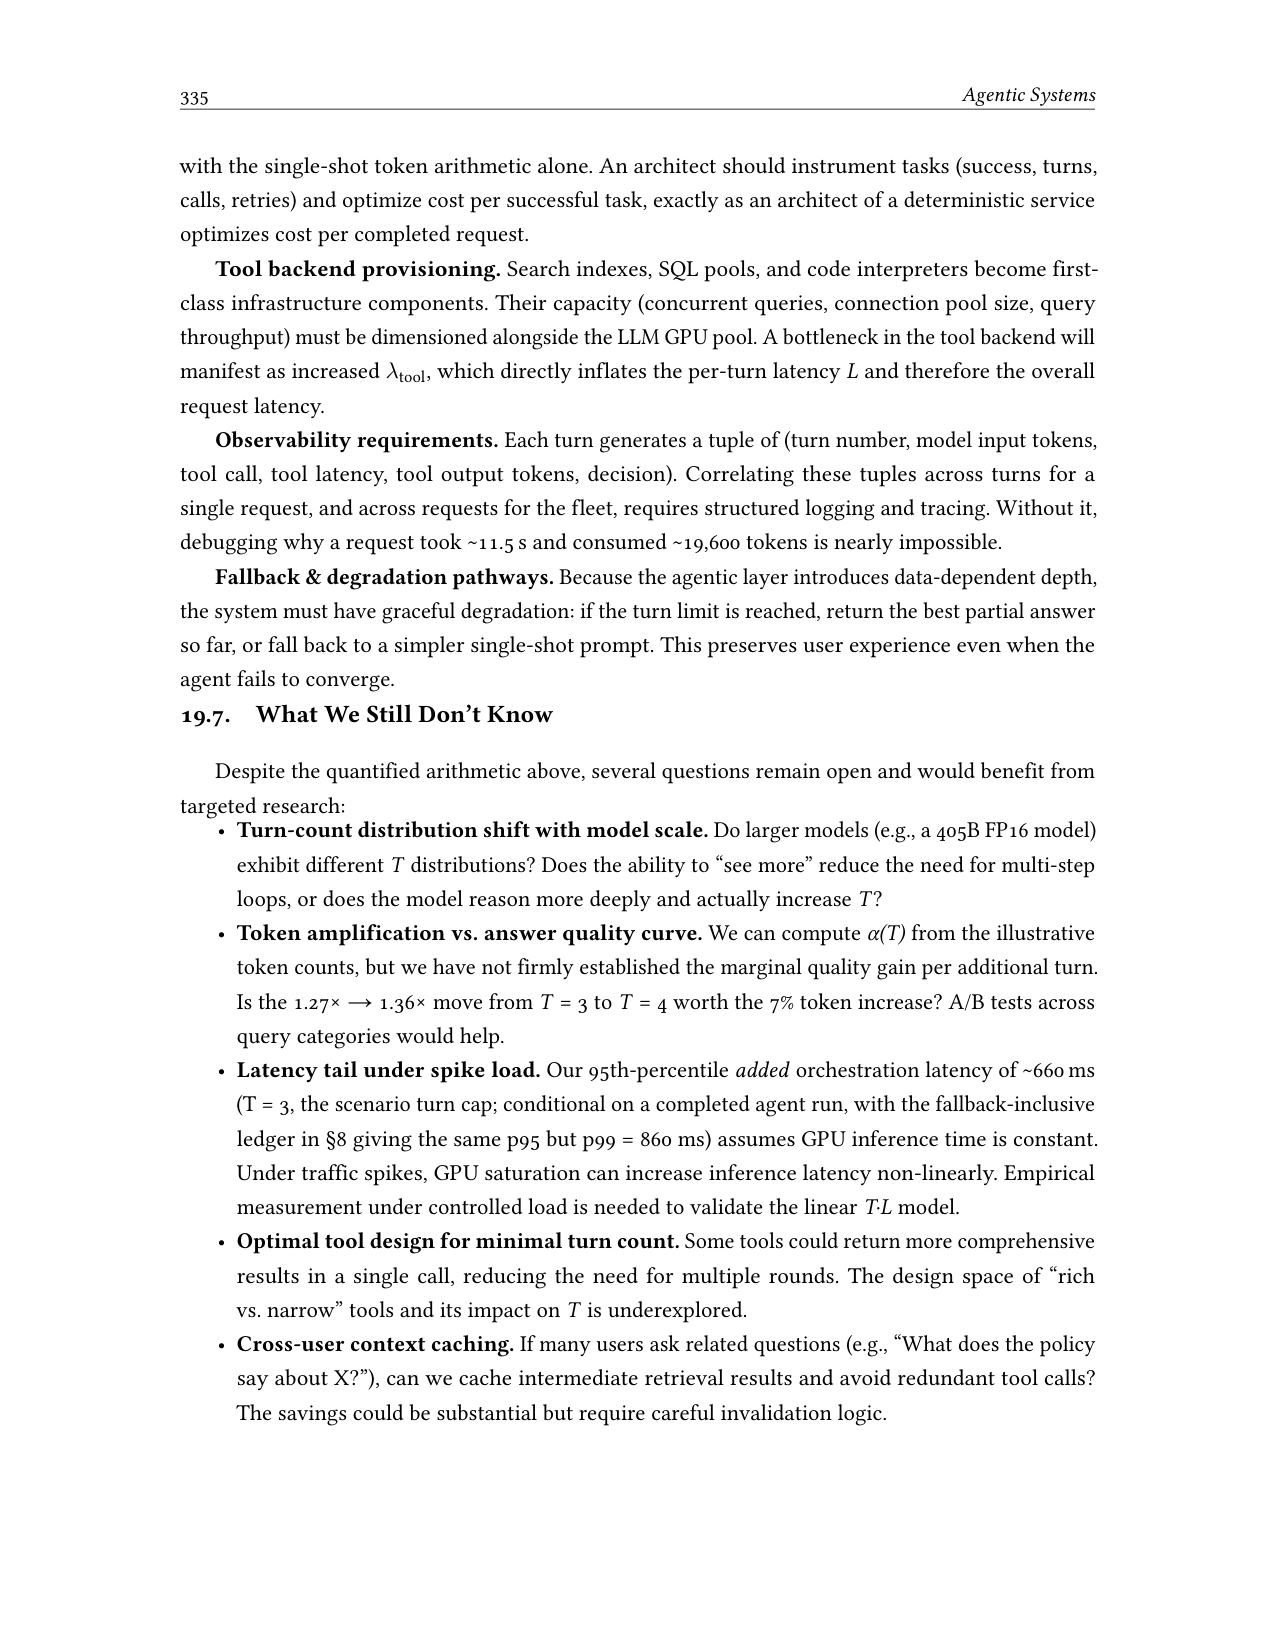 335
Agentic Systems
with the single-shot token arithmetic alone. An architect should instrument tasks (success, turns,
calls, retries) and optimize cost per successful task, exactly as an architect of a deterministic service
optimizes cost per completed request.
Tool backend provisioning. Search indexes, SQL pools, and code interpreters become first-
class infrastructure components. Their capacity (concurrent queries, connection pool size, query
throughput) must be dimensioned alongside the LLM GPU pool. A bottleneck in the tool backend will
manifest as increased λtool, which directly inflates the per-turn latency L and therefore the overall
request latency.
Observability requirements. Each turn generates a tuple of (turn number, model input tokens,
tool call, tool latency, tool output tokens, decision). Correlating these tuples across turns for a
single request, and across requests for the fleet, requires structured logging and tracing. Without it,
debugging why a request took ~11.5 s and consumed ~19,600 tokens is nearly impossible.
Fallback & degradation pathways. Because the agentic layer introduces data-dependent depth,
the system must have graceful degradation: if the turn limit is reached, return the best partial answer
so far, or fall back to a simpler single-shot prompt. This preserves user experience even when the
agent fails to converge.
19.7. What We Still Don’t Know
Despite the quantified arithmetic above, several questions remain open and would benefit from
targeted research:
• Turn-count distribution shift with model scale. Do larger models (e.g., a 405B FP16 model)
exhibit different T distributions? Does the ability to “see more” reduce the need for multi-step
loops, or does the model reason more deeply and actually increase T?
• Token amplification vs. answer quality curve. We can compute α(T) from the illustrative
token counts, but we have not firmly established the marginal quality gain per additional turn.
Is the 1.27× ⟶ 1.36× move from T = 3 to T = 4 worth the 7% token increase? A/B tests across
query categories would help.
• Latency tail under spike load. Our 95th-percentile added orchestration latency of ~660 ms
(T = 3, the scenario turn cap; conditional on a completed agent run, with the fallback-inclusive
ledger in §8 giving the same p95 but p99 = 860 ms) assumes GPU inference time is constant.
Under traffic spikes, GPU saturation can increase inference latency non-linearly. Empirical
measurement under controlled load is needed to validate the linear T·L model.
• Optimal tool design for minimal turn count. Some tools could return more comprehensive
results in a single call, reducing the need for multiple rounds. The design space of “rich
vs. narrow” tools and its impact on T is underexplored.
• Cross-user context caching. If many users ask related questions (e.g., “What does the policy
say about X?”), can we cache intermediate retrieval results and avoid redundant tool calls?
The savings could be substantial but require careful invalidation logic.